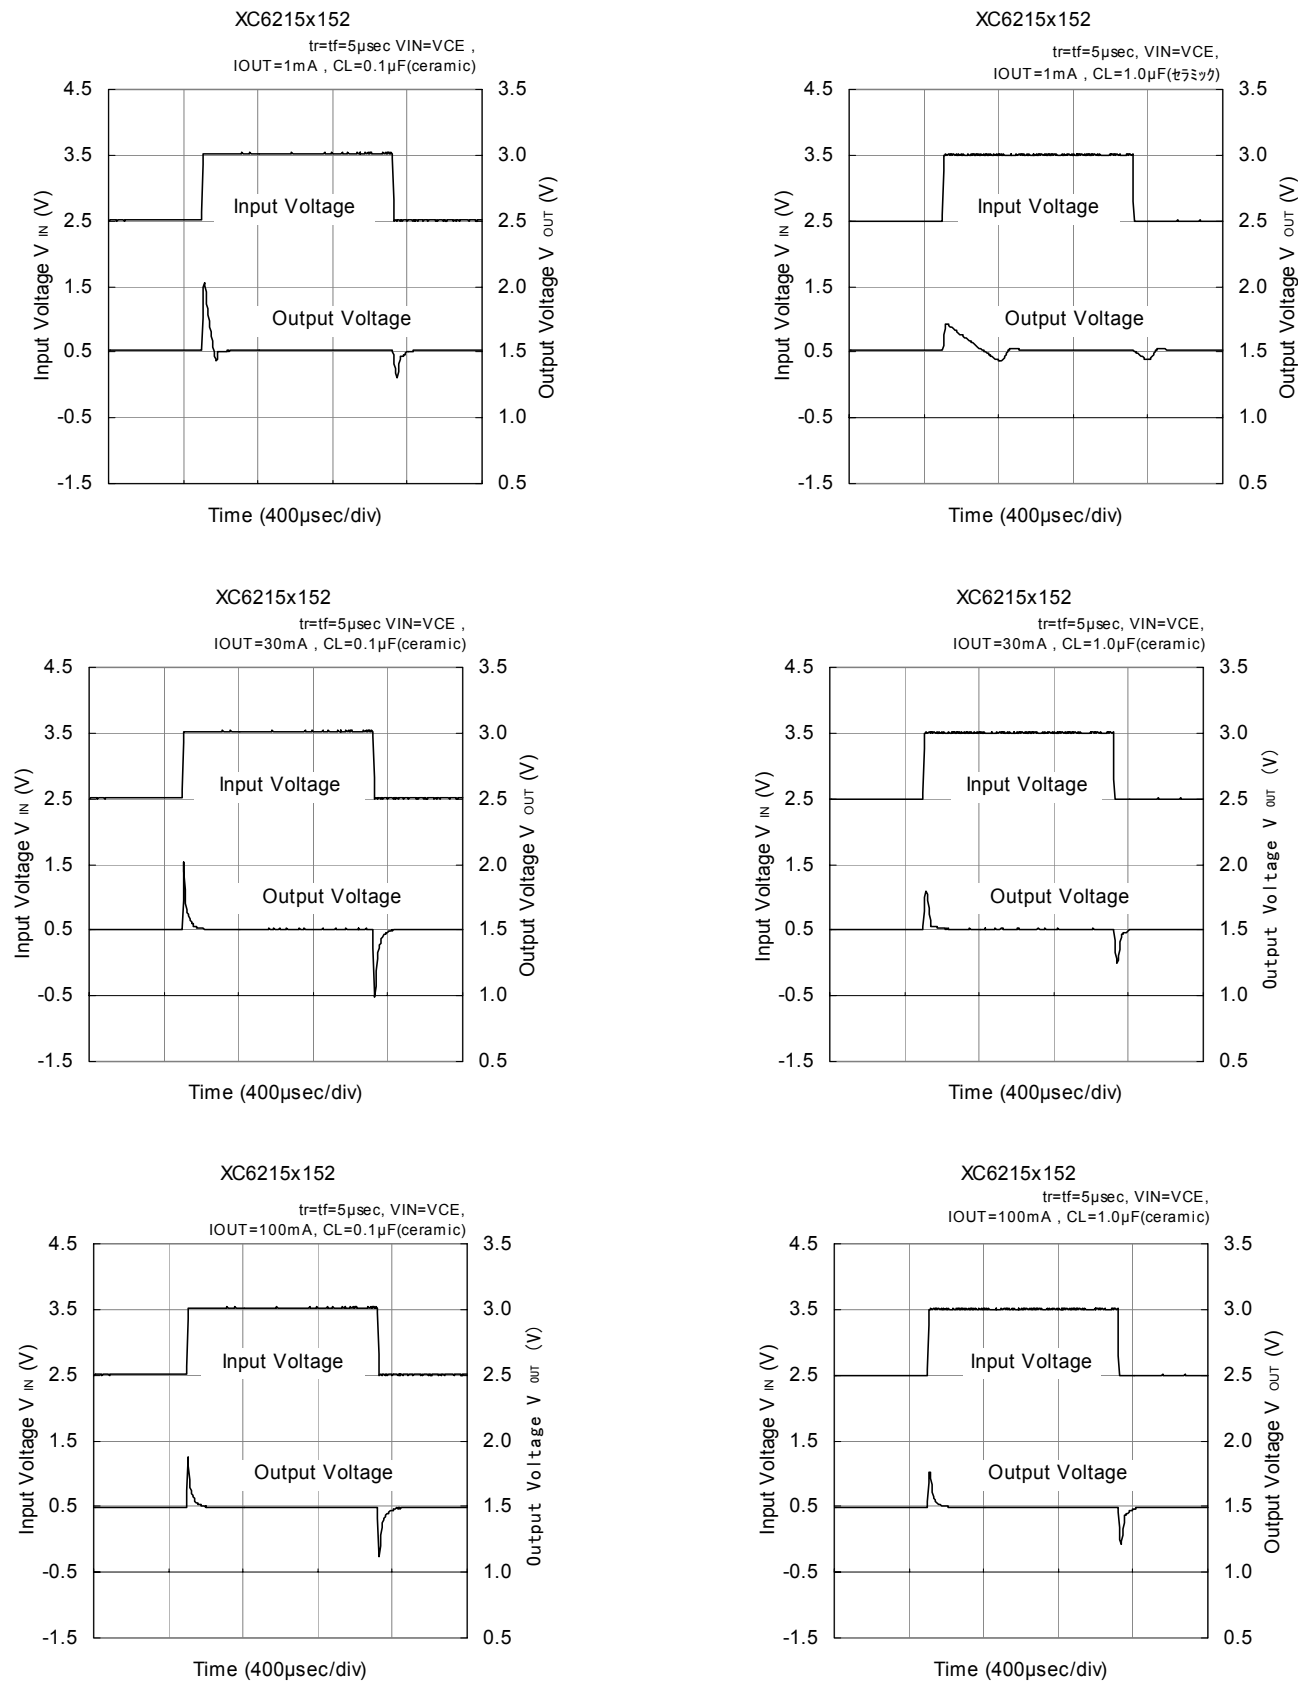 XC6215x152
tr=tf=5μsec VIN=VCE ,
IOUT=1mA , CL=0.1μF(ceramic)
4.5
3.5
2.5
1.5
0.5
-0.5
-1.5
3.5
3.0
2.5
2.0
1.5
1.0
0.5
Input Voltage V IN (V)
Output Voltage V OUT (V)
Input Voltage
Output Voltage
Time (400μsec/div)
XC6215x152
tr=tf=5μsec, VIN=VCE,
IOUT=1mA , CL=1.0μF(ｾﾗﾐｯｸ)
4.5
3.5
2.5
1.5
0.5
-0.5
-1.5
3.5
3.0
2.5
2.0
1.5
1.0
0.5
Input Voltage V IN (V)
Output Voltage V OUT (V)
Input Voltage
Output Voltage
Time (400μsec/div)
XC6215x152
tr=tf=5μsec VIN=VCE ,
IOUT=30mA , CL=0.1μF(ceramic)
4.5
3.5
2.5
1.5
0.5
-0.5
-1.5
3.5
3.0
2.5
2.0
1.5
1.0
0.5
Input Voltage V IN (V)
Output Voltage V OUT (V)
Input Voltage
Output Voltage
Time (400μsec/div)
XC6215x152
tr=tf=5μsec, VIN=VCE,
IOUT=30mA , CL=1.0μF(ceramic)
4.5
3.5
2.5
1.5
0.5
-0.5
-1.5
3.5
3.0
2.5
2.0
1.5
1.0
0.5
Input Voltage V IN (V)
Output Voltage V OUT (V)
Input Voltage
Output Voltage
Time (400μsec/div)
XC6215x152
tr=tf=5μsec, VIN=VCE,
IOUT=100mA, CL=0.1μF(ceramic)
4.5
3.5
2.5
1.5
0.5
-0.5
-1.5
3.5
3.0
2.5
2.0
1.5
1.0
0.5
Input Voltage V IN (V)
Output Voltage V OUT (V)
Input Voltage
Output Voltage
Time (400μsec/div)
XC6215x152
tr=tf=5μsec, VIN=VCE,
IOUT=100mA , CL=1.0μF(ceramic)
4.5
3.5
2.5
1.5
0.5
-0.5
-1.5
3.5
3.0
2.5
2.0
1.5
1.0
0.5
Input Voltage V IN (V)
Output Voltage V OUT (V)
Input Voltage
Output Voltage
Time (400μsec/div)